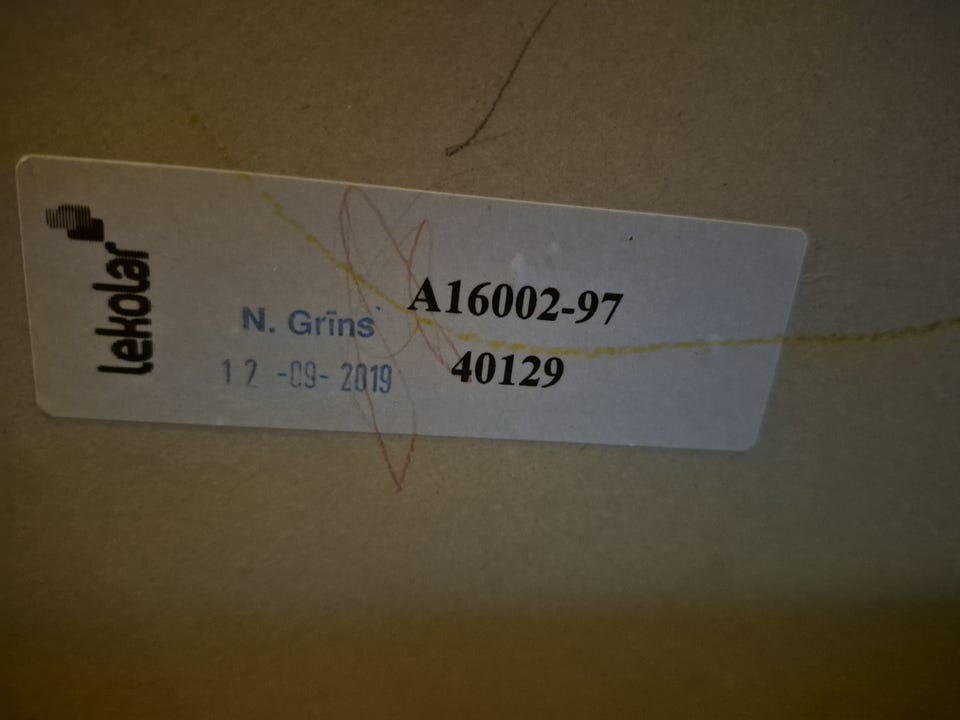 lekolar
A16002-97
N. Grīns
40129
12 -09- 2019